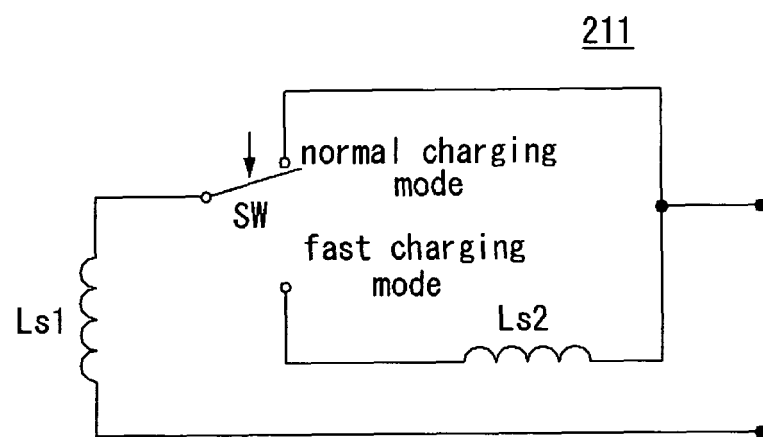 211
normal charging
mode
SW
fast charging
mode
Ls1
Ls2